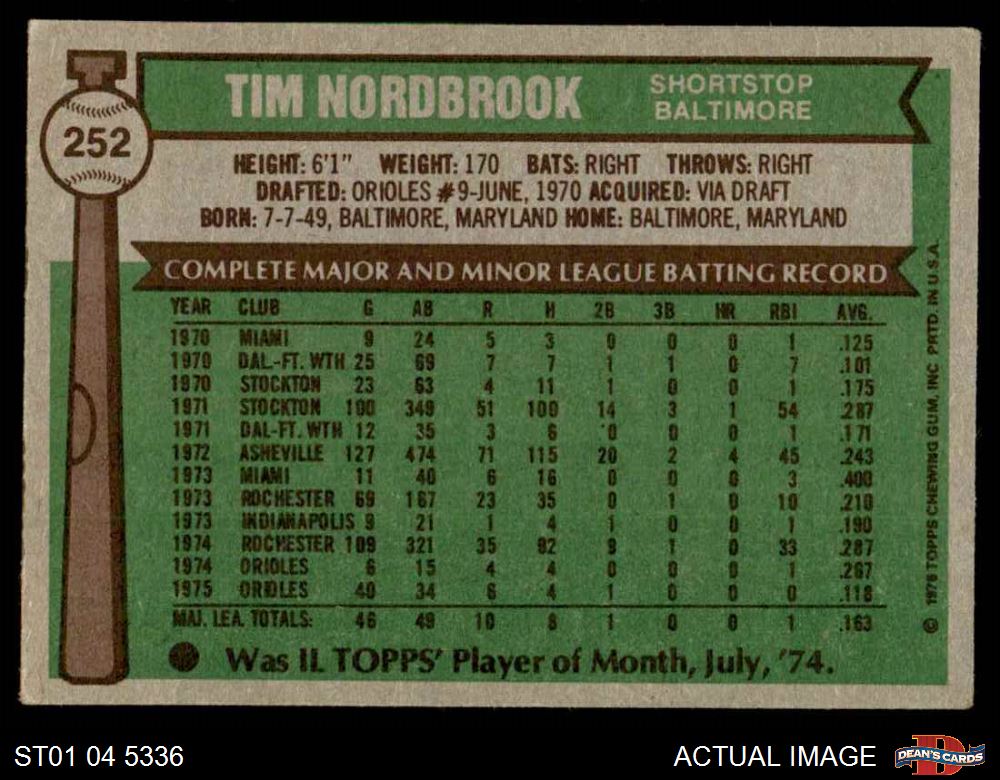 252
TIM NORDBROOK
SHORTSTOP
BALTIMORE
HEIGHT: 6'1" WEIGHT: 170 BATS: RIGHT THROWS: RIGHT
DRAFTED: ORIOLES #9-JUNE, 1970 ACQUIRED: VIA DRAFT
BORN: 7-7-49, BALTIMORE, MARYLAND HOME: BALTIMORE, MARYLAND
COMPLETE MAJOR AND MINOR LEAGUE BATTING RECORD
YEAR CLUB G AB R H 2B 3B HR RBI AVG.
1970 MIAMI 9 24 5 3 0 0 0 1 .125
1970 DAL.-FT. WTH 25 69 7 7 1 1 0 7 .101
1970 STOCKTON 23 63 4 11 1 0 0 1 .175
1971 STOCKTON 100 349 51 100 14 3 1 54 .287
1971 DAL-FT. WTH 12 35 3 6 0 0 0 1 .171
1972 ASHEVILLE 127 474 71 115 20 2 4 45 .243
1973 MIAMI 11 40 6 16 0 0 0 3 .400
1973 ROCHESTER 69 167 23 35 0 1 0 10 .210
1973 INDIANAPOLIS 9 21 1 4 1 0 0 1 .190
1974 ROCHESTER 109 321 35 92 9 1 0 33 .287
1974 ORIOLES 6 15 4 4 0 0 0 1 .267
1975 ORIOLES 40 34 6 4 1 0 0 0 .118
MAJ. LEA. TOTALS: 46 49 10 8 1 0 0 1 .163
Was IL TOPPS' Player of Month, July, '74.
© 1976 TOPPS CHEWING GUM, INC PRTD. IN U.S.A.
ST01 04 5336
ACTUAL IMAGE
D
DEAN'S CARDS